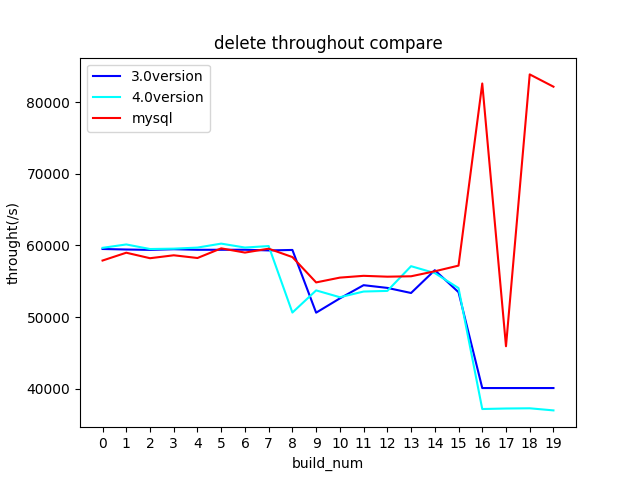 delete throughout compare
3.0version
4.0version
mysql
throught(/s)
80000
70000
60000
50000
40000
0 1 2 3 4 5 6 7 8 9 10 11 12 13 14 15 16 17 18 19
build_num